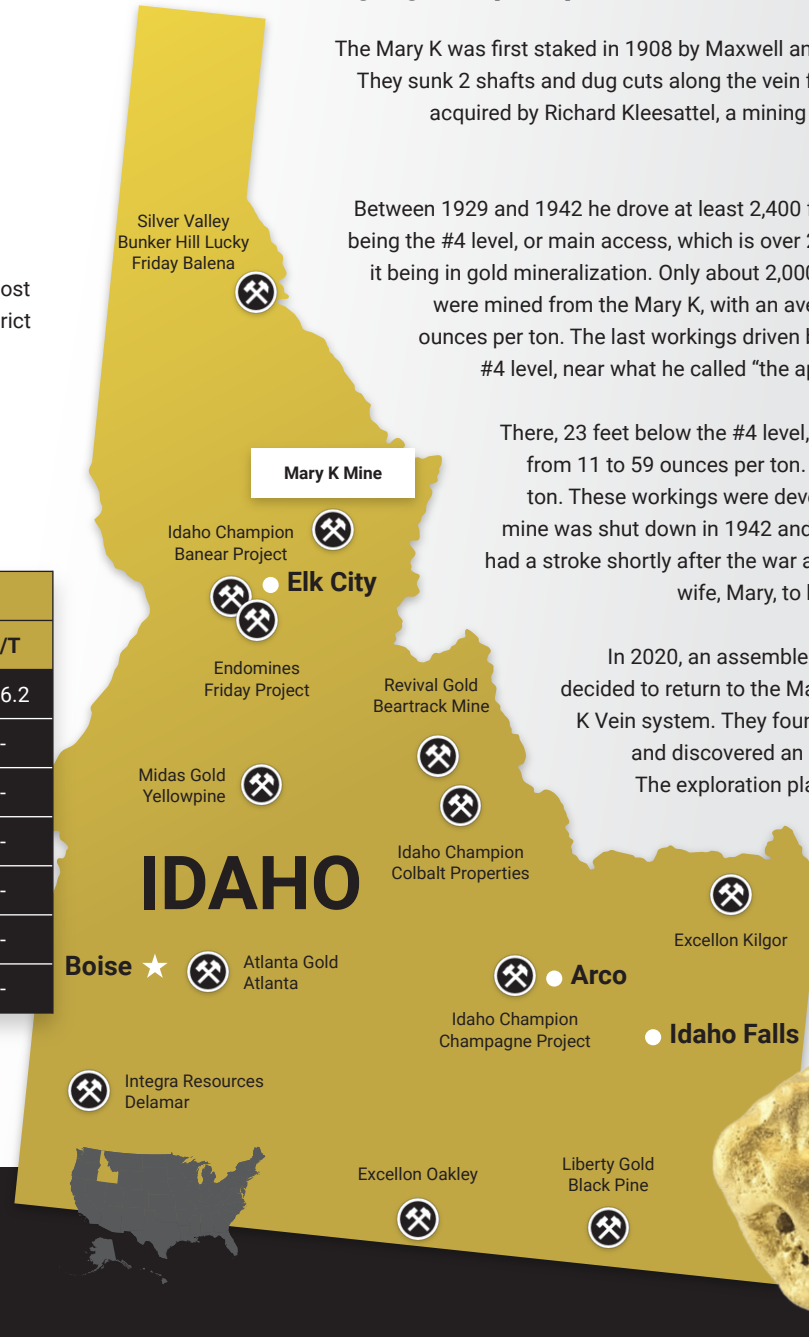 The Mary K was first staked in 1908 by Maxwell an
They sunk 2 shafts and dug cuts along the vein
acquired by Richard Kleesattel, a mining
Between 1929 and 1942 he drove at least 2,400
being the #4 level, or main access, which is over 2
it being in gold mineralization. Only about 2,000
were mined from the Mary K, with an ave
ounces per ton. The last workings driven
#4 level, near what he called “the ap
There, 23 feet below the #4 level,
from 11 to 59 ounces per ton.
ton. These workings were deve
mine was shut down in 1942 and
had a stroke shortly after the war a
wife, Mary, to
In 2020, an assemble
decided to return to the Ma
K Vein system. They foun
and discovered an
The exploration pla
ost
rict
/T
6.2
-
-
-
-
-
-
Silver Valley
Bunker Hill Lucky
Friday Balena
Mary K Mine
Idaho Champion
Banear Project
Elk City
Endomines
Friday Project
Revival Gold
Beartrack Mine
Midas Gold
Yellowpine
Idaho Champion
Colbalt Properties
IDAHO
Excellon Kilgor
Boise
Atlanta Gold
Atlanta
Arco
Idaho Champion
Champagne Project
Idaho Falls
Integra Resources
Delamar
Excellon Oakley
Liberty Gold
Black Pine